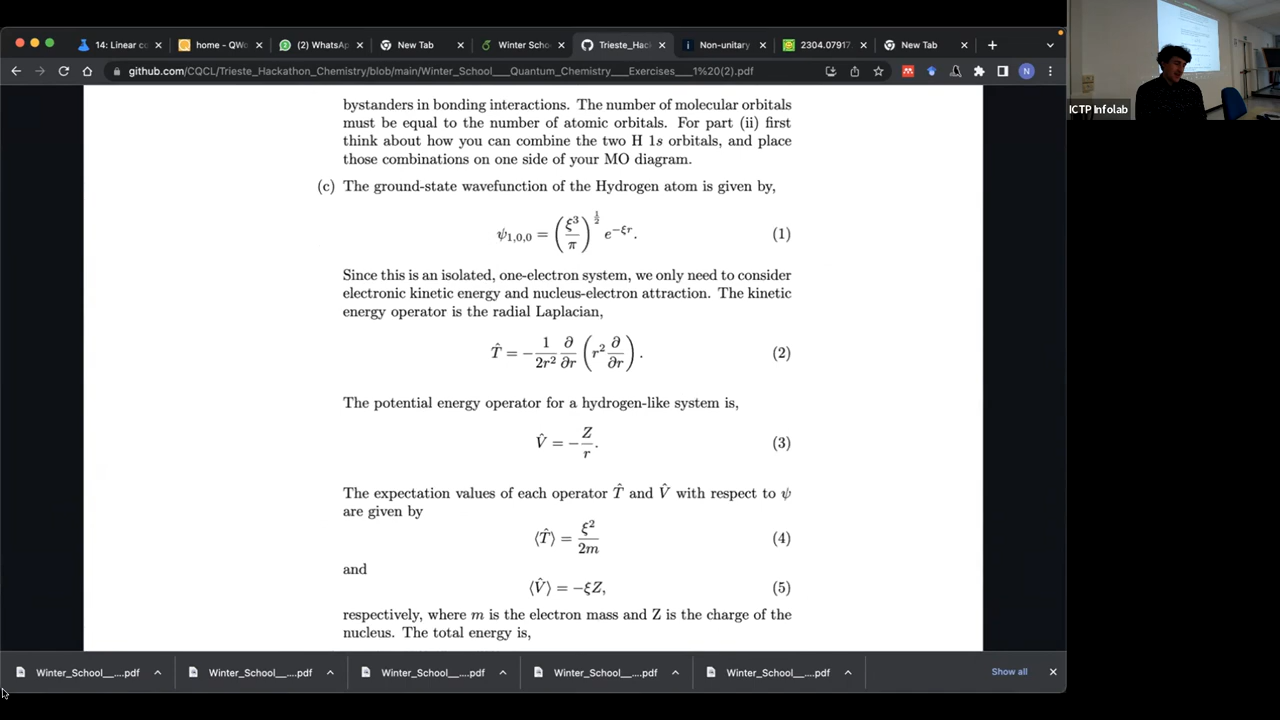 14: Linear cc
home - QWo
(2) WhatsAp
New Tab
Winter Scho
Trieste_Hac
Non-unitary
2304.07917
New Tab
github.com/CQCL/Trieste_Hackathon_Chemistry/blob/main/Winter_School___Quantum_Chemistry___Exercises___1%20(2).pdf
N
ICTP Infolab
bystanders in bonding interactions. The number of molecular orbitals
must be equal to the number of atomic orbitals. For part (ii) first
think about how you can combine the two H 1s orbitals, and place
those combinations on one side of your MO diagram.
(c) The ground-state wavefunction of the Hydrogen atom is given by,
ψ1,0,0 = (ξ³/π)^½ e^−ξr. (1)
Since this is an isolated, one-electron system, we only need to consider
electronic kinetic energy and nucleus-electron attraction. The kinetic
energy operator is the radial Laplacian,
T̂ = − 1/2r² ∂/∂r (r² ∂/∂r). (2)
The potential energy operator for a hydrogen-like system is,
V̂ = − Z/r. (3)
The expectation values of each operator T̂ and V̂ with respect to ψ
are given by
⟨T̂⟩ = ξ²/2m (4)
and
⟨V̂⟩ = −ξZ, (5)
respectively, where m is the electron mass and Z is the charge of the
nucleus. The total energy is,
Winter_School__....pdf
Winter_School__....pdf
Winter_School__....pdf
Winter_School__....pdf
Winter_School__....pdf
Show all